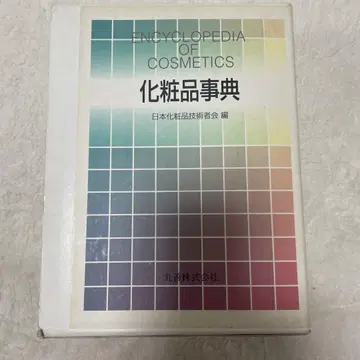 ENCYCLOPEDIA
OF
COSMETICS
化粧品事典
日本化粧品技術者会 編
丸善株式会社